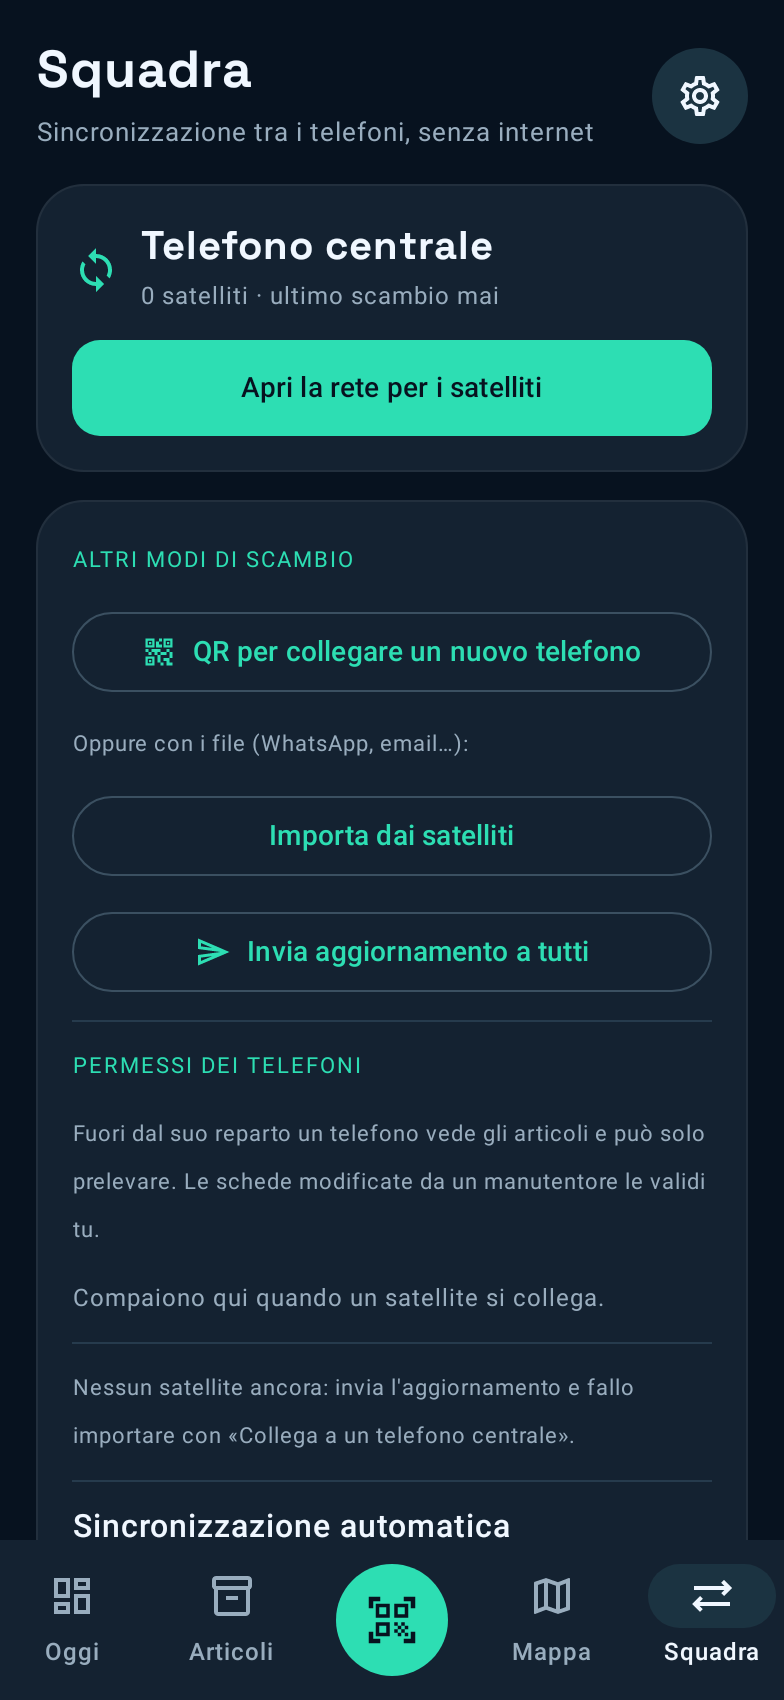 Squadra
Sincronizzazione tra i telefoni, senza internet
Telefono centrale
0 satelliti · ultimo scambio mai
Apri la rete per i satelliti
ALTRI MODI DI SCAMBIO
QR per collegare un nuovo telefono
Oppure con i file (WhatsApp, email…):
Importa dai satelliti
Invia aggiornamento a tutti
PERMESSI DEI TELEFONI
Fuori dal suo reparto un telefono vede gli articoli e può solo
prelevare. Le schede modificate da un manutentore le validi
tu.
Compaiono qui quando un satellite si collega.
Nessun satellite ancora: invia l'aggiornamento e fallo
importare con «Collega a un telefono centrale».
Sincronizzazione automatica
Oggi
Articoli
Mappa
Squadra